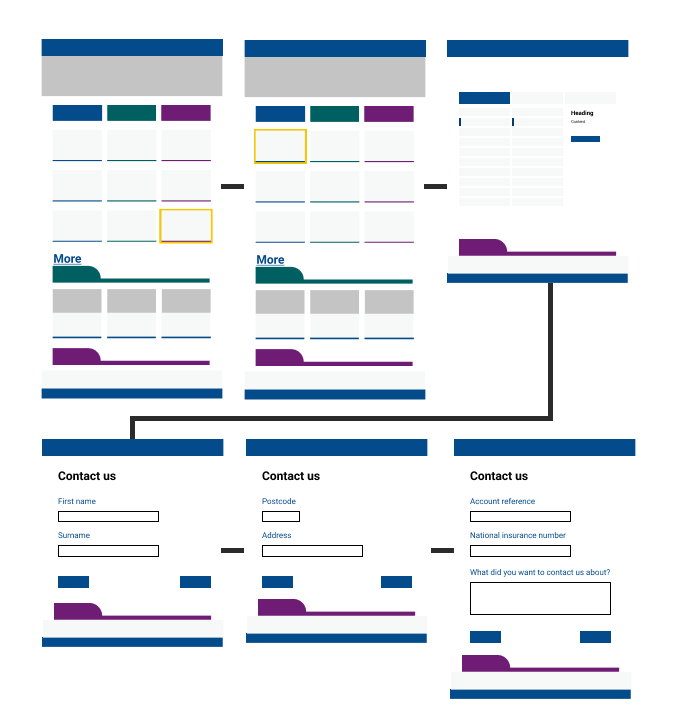 More
More
Heading
Content
Contact us
First name
Surname
Contact us
Postcode
Address
Contact us
Account reference
National insurance number
What did you want to contact us about?